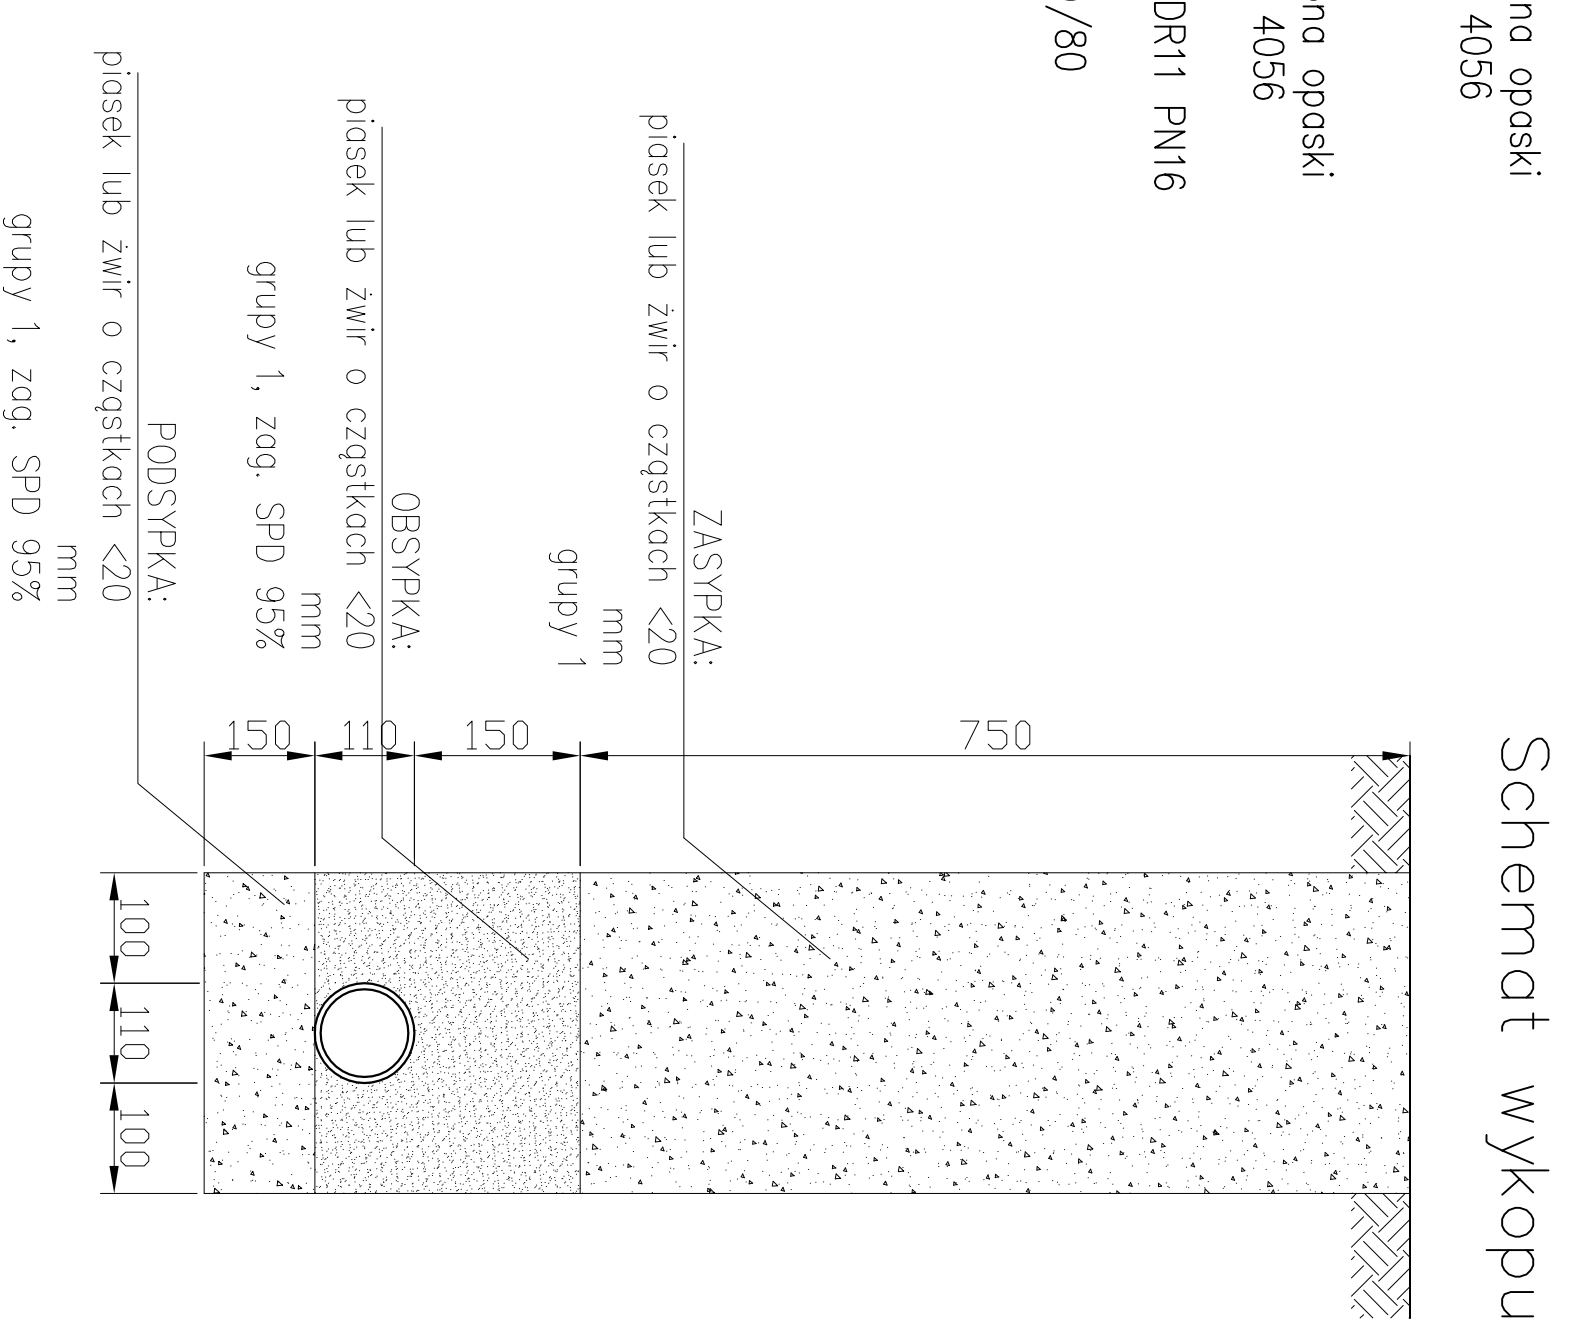 na opaski
4056
na opaski
4056
DR11 PN16
/80
Schemat wykopu
ZASYPKA:
piasek lub żwir o cząstkach <20
mm
grupy 1
OBSYPKA:
piasek lub żwir o cząstkach <20
mm
grupy 1, zag. SPD 95%
PODSYPKA:
piasek lub żwir o cząstkach <20
mm
grupy 1, zag. SPD 95%
750
150
110
150
100
110
100